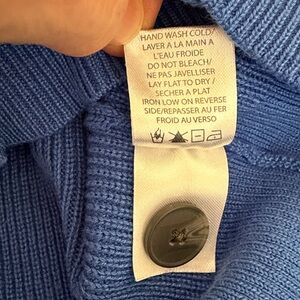 HAND WASH COLD/
LAVER A LA MAIN A
L'EAU FROIDE
DO NOT BLEACH/
NE PAS JAVELLISER
LAY FLAT TO DRY/
SECHER A PLAT
IRON LOW ON REVERSE
SIDE/REPASSER AU FER
FROID AU VERSO